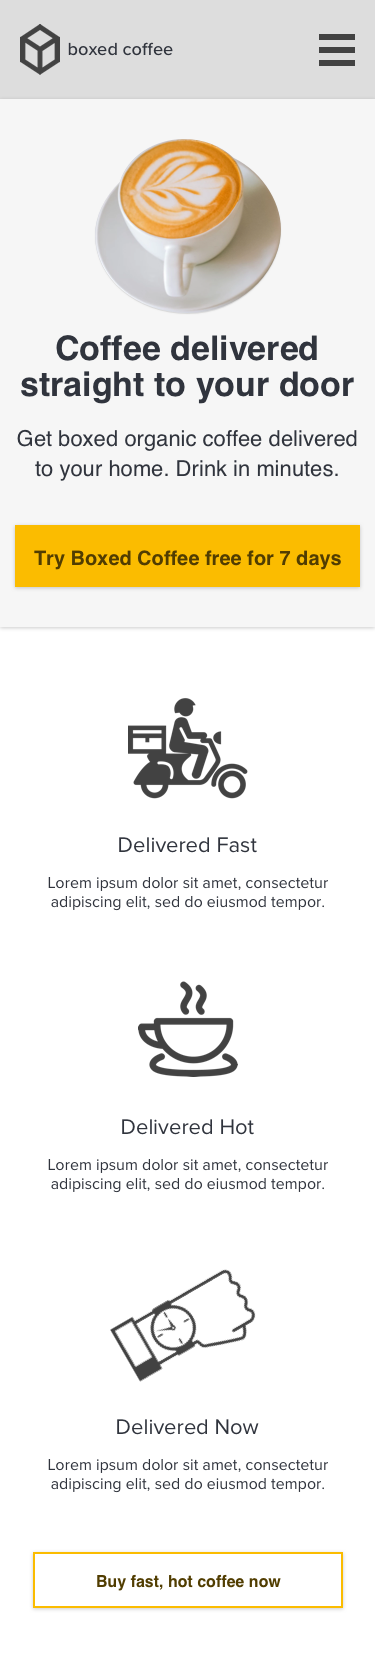 boxed coffee
Coffee delivered
straight to your door
Get boxed organic coffee delivered
to your home. Drink in minutes.
Try Boxed Coffee free for 7 days
Delivered Fast
Lorem ipsum dolor sit amet, consectetur
adipiscing elit, sed do eiusmod tempor.
Delivered Hot
Lorem ipsum dolor sit amet, consectetur
adipiscing elit, sed do eiusmod tempor.
Delivered Now
Lorem ipsum dolor sit amet, consectetur
adipiscing elit, sed do eiusmod tempor.
Buy fast, hot coffee now